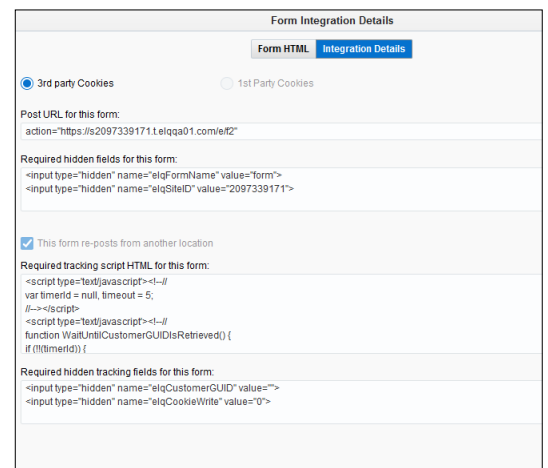 Form Integration Details
Form HTML Integration Details
3rd party Cookies 1st Party Cookies
Post URL for this form:
action="https://s2097339171.t.elqqa01.com/e/f2"
Required hidden fields for this form:
<input type="hidden" name="elqFormName" value="form">
<input type="hidden" name="elqSiteID" value="2097339171">
This form re-posts from another location
Required tracking script HTML for this form:
<script type='text/javascript'><!--//
var timerId = null, timeout = 5;
//--></script>
<script type='text/javascript'><!--//
function WaitUntilCustomerGUIDIsRetrieved() {
if (!!(timerId)) {
Required hidden tracking fields for this form:
<input type="hidden" name="elqCustomerGUID" value="">
<input type="hidden" name="elqCookieWrite" value="0">